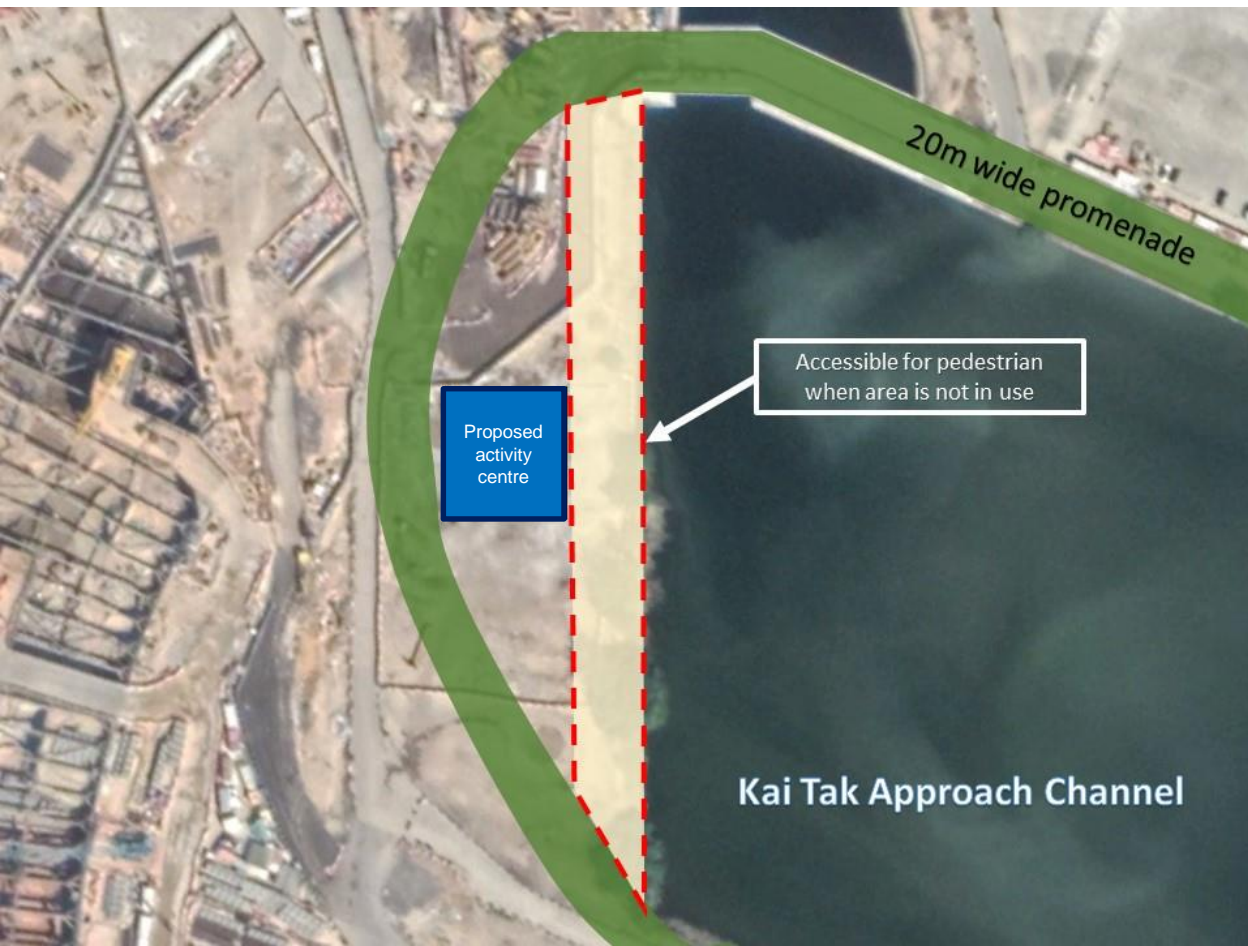 20m wide promenade
Accessible for pedestrian
when area is not in use
Proposed
activity
centre
Kai Tak Approach Channel